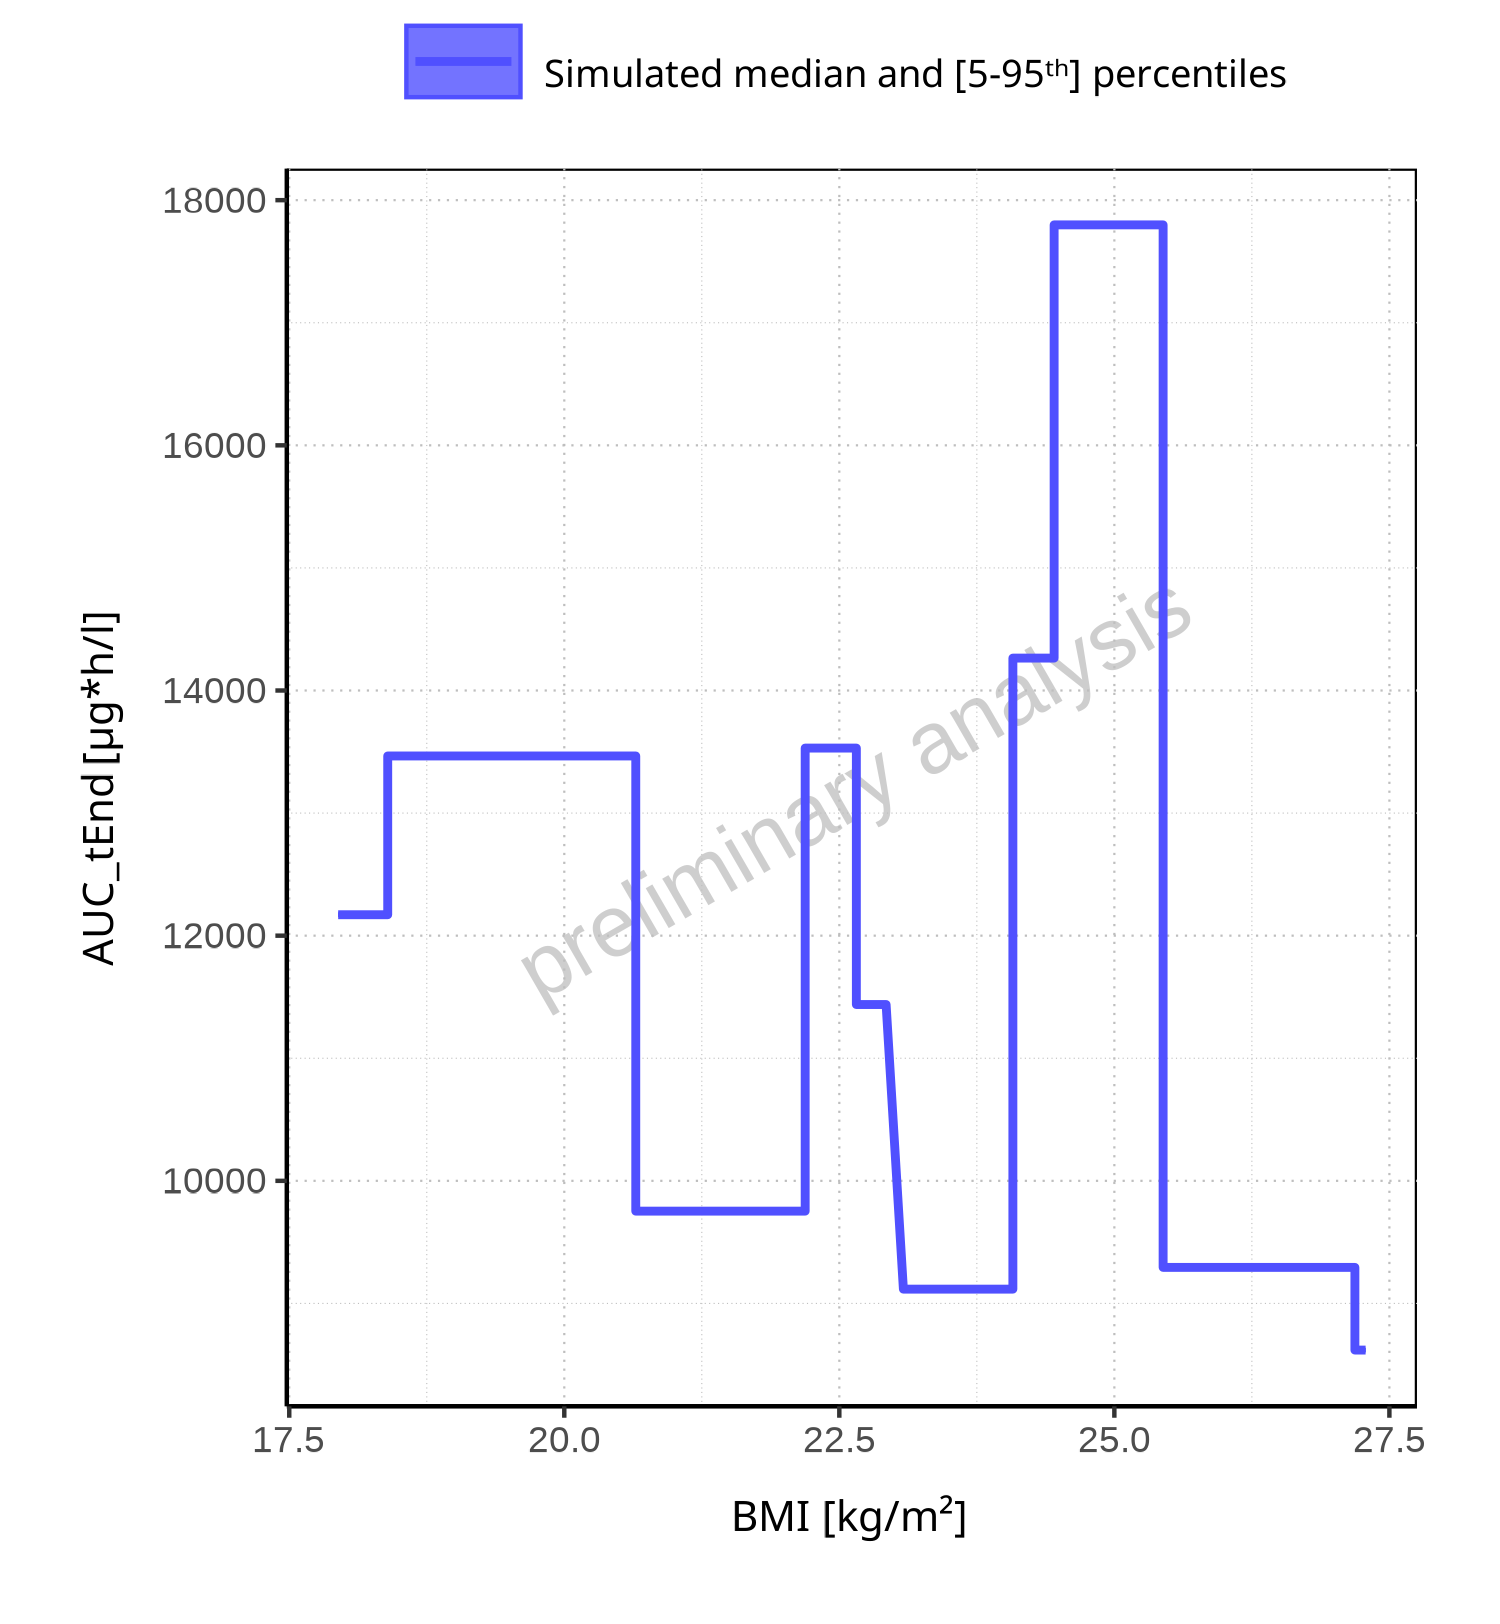 Simulated median and [5-95ᵗʰ] percentiles
18000
16000
14000
12000
10000
AUC_tEnd [µg*h/l]
preliminary analysis
17.5 20.0 22.5 25.0 27.5
BMI [kg/m²]